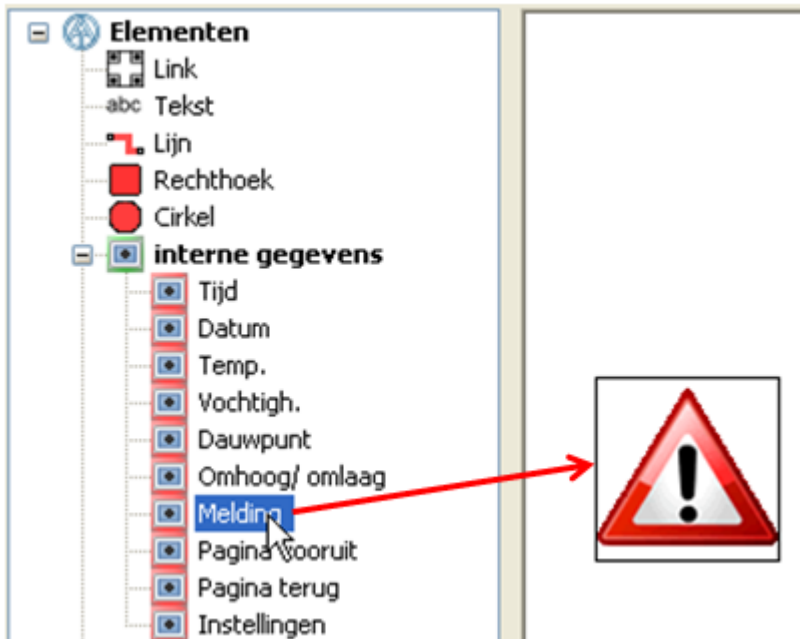 Elementen
Link
abc Tekst
Lijn
Rechthoek
Cirkel
interne gegevens
Tijd
Datum
Temp.
Vochtigh.
Dauwpunt
Omhoog/ omlaag
Melding
Pagina vooruit
Pagina terug
Instellingen